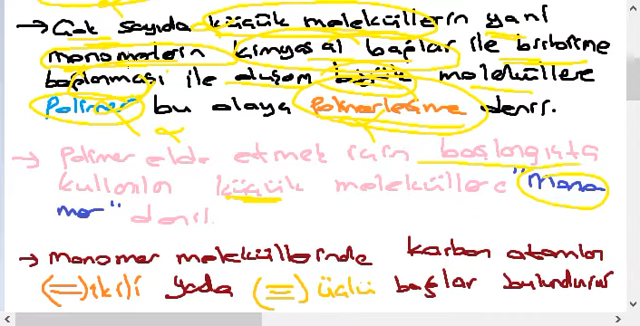 → Çok sayıda küçük moleküllerin yani
monomerlerin kimyasal bağlar ile birbirine
bağlanması ile oluşan büyük moleküllere
Polimer bu olaya Polimerleşme denir.
→ Polimer elde etmek için başlangıçta
kullanılan küçük moleküllere "Mono
mer" denir.
→ Monomer moleküllerinde karbon atomları
(=) ikili yada (≡) üçlü bağlar bulundurur